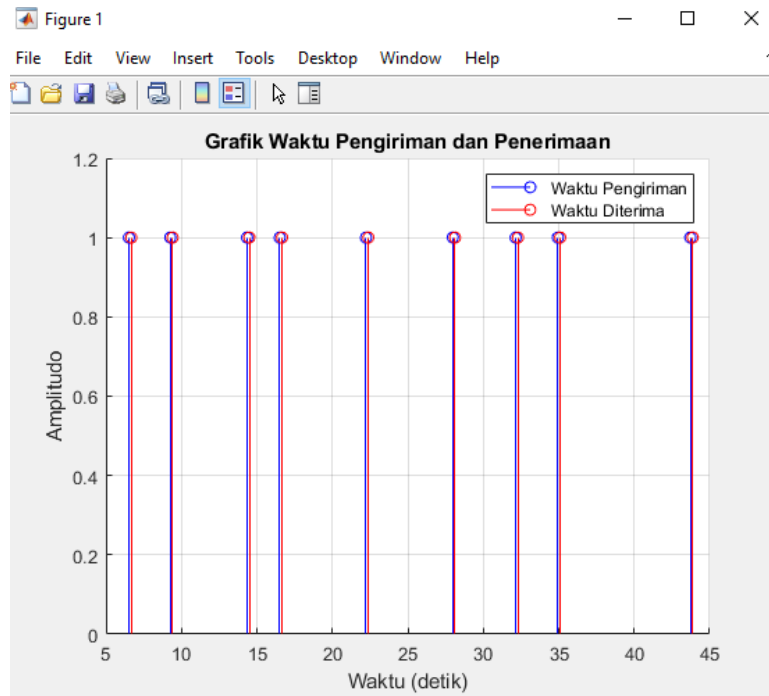 Figure 1
File Edit View Insert Tools Desktop Window Help
Grafik Waktu Pengiriman dan Penerimaan
Waktu Pengiriman
Waktu Diterima
1.2
1
0.8
0.6
0.4
0.2
0
Amplitudo
5 10 15 20 25 30 35 40 45
Waktu (detik)